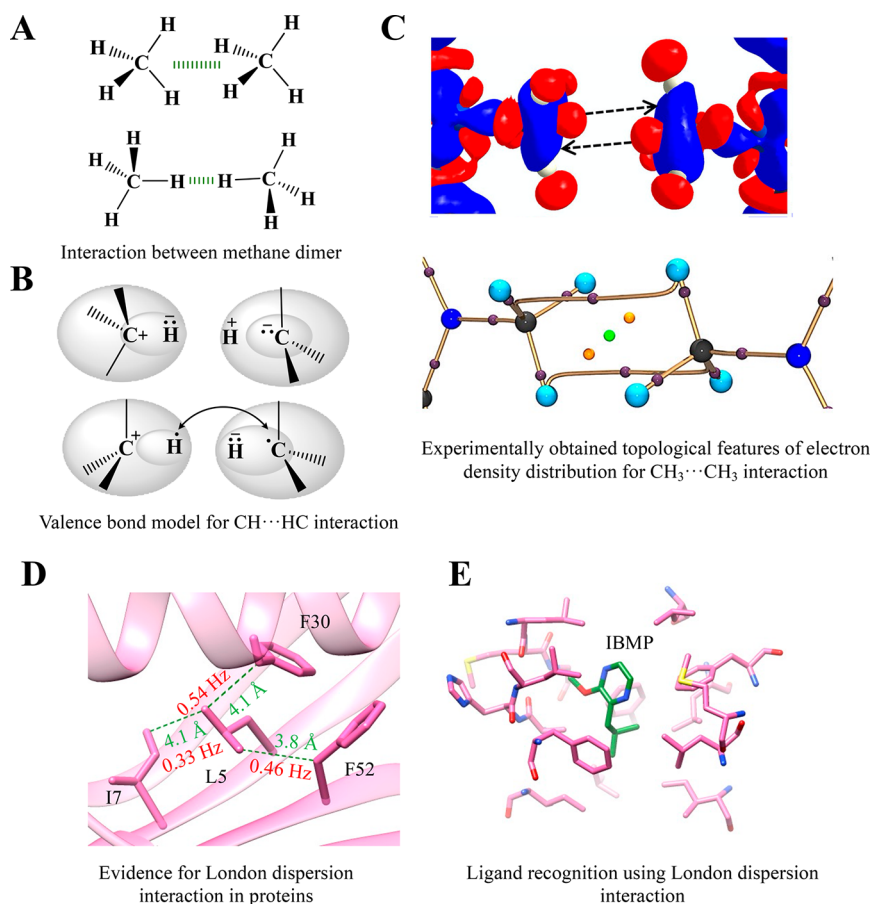 A
H
H
C
H
H
H
H
C
H
H
H
H
C
H
H
H
H
C
H
H
Interaction between methane dimer
B
C+
H
−
H
+
−
C
C
+
H
H
−
C
Valence bond model for CH⋯HC interaction
C
Experimentally obtained topological features of electron
density distribution for CH₃⋯CH₃ interaction
D
F30
0.54 Hz
4.1 Å
4.1 Å
0.33 Hz
3.8 Å
0.46 Hz
L5
F52
I7
Evidence for London dispersion
interaction in proteins
E
IBMP
Ligand recognition using London dispersion
interaction